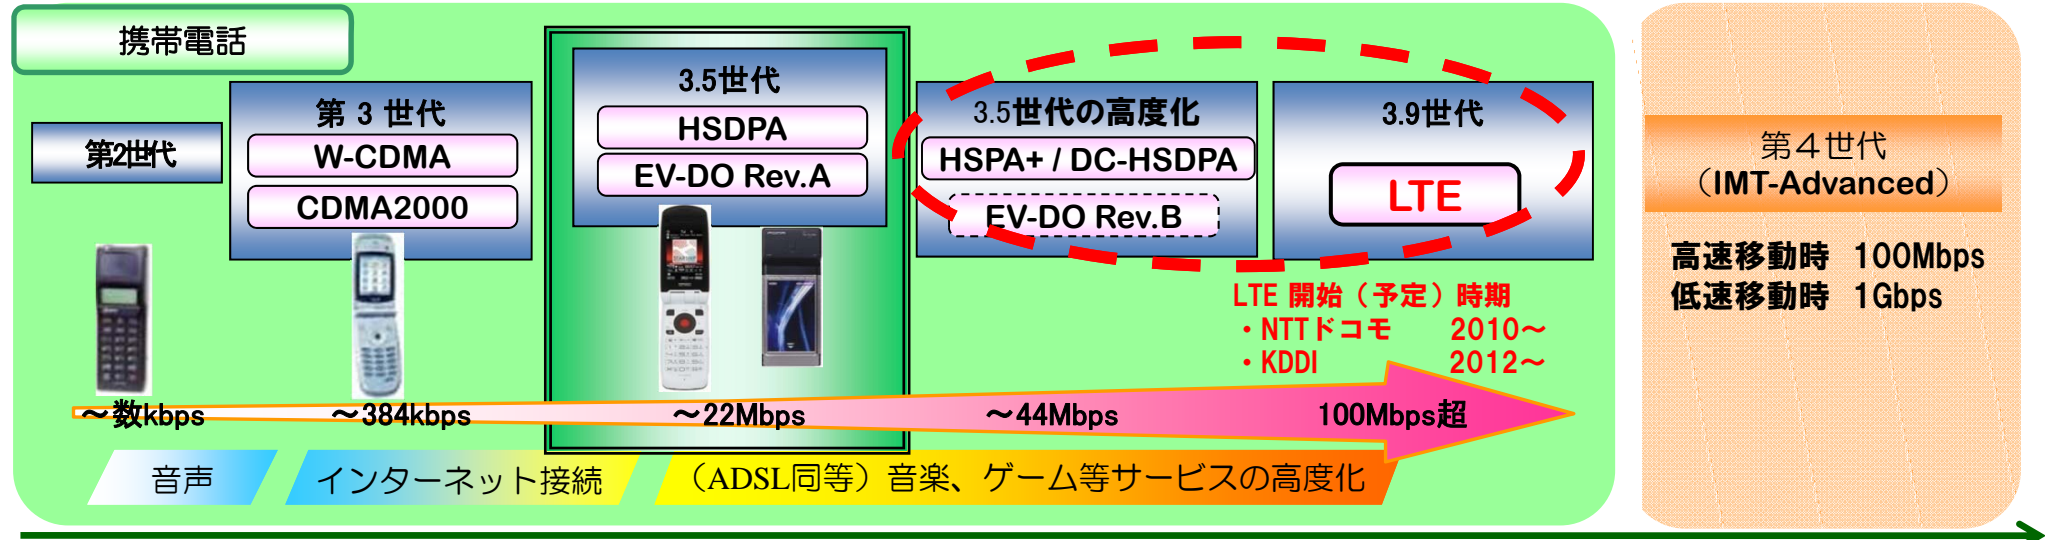 携帯電話
第2世代
第 3 世代
W-CDMA
CDMA2000
3.5世代
HSDPA
EV-DO Rev.A
3.5世代の高度化
HSPA+ / DC-HSDPA
EV-DO Rev.B
3.9世代
LTE
第4世代
（IMT-Advanced）
高速移動時 100Mbps
低速移動時 1Gbps
LTE 開始（予定）時期
・NTTドコモ 2010～
・KDDI 2012～
～数kbps
～384kbps
～22Mbps
～44Mbps
100Mbps超
音声
インターネット接続
（ADSL同等）音楽、ゲーム等サービスの高度化